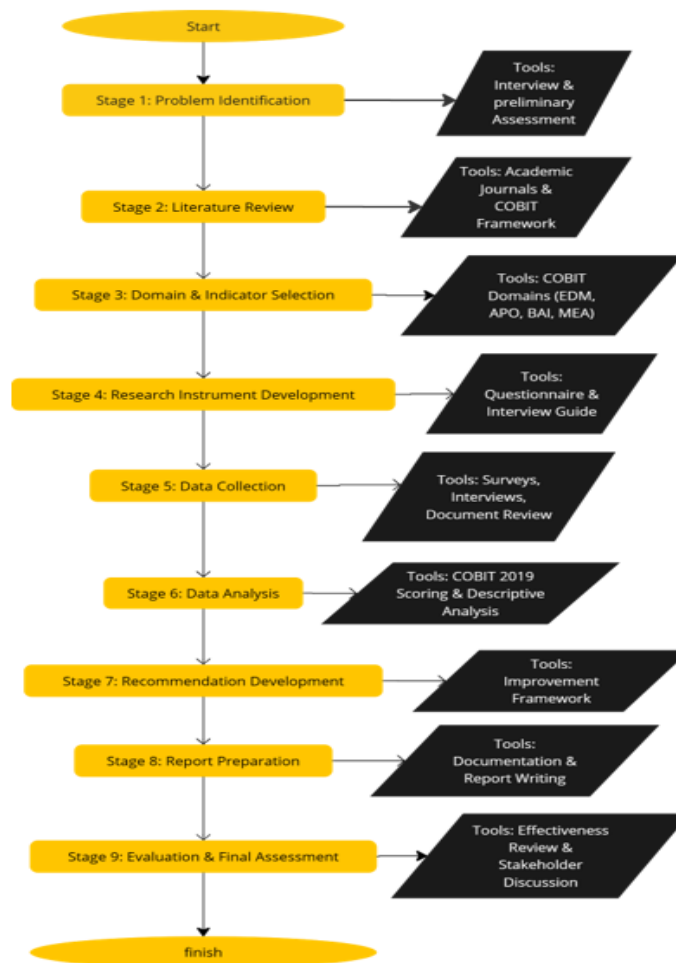 Start
Stage 1: Problem Identification
Tools:
Interview &
preliminary
Assessment
Stage 2: Literature Review
Tools: Academic
Journals &
COBIT
Framework
Stage 3: Domain & Indicator Selection
Tools: COBIT
Domains (EDM,
APO, BAI, MEA)
Stage 4: Research Instrument Development
Tools:
Questionnaire &
Interview Guide
Stage 5: Data Collection
Tools: Surveys,
Interviews,
Document Review
Stage 6: Data Analysis
Tools: COBIT 2019
Scoring & Descriptive
Analysis
Stage 7: Recommendation Development
Tools:
Improvement
Framework
Stage 8: Report Preparation
Tools:
Documentation &
Report Writing
Stage 9: Evaluation & Final Assessment
Tools: Effectiveness
Review &
Stakeholder
Discussion
finish